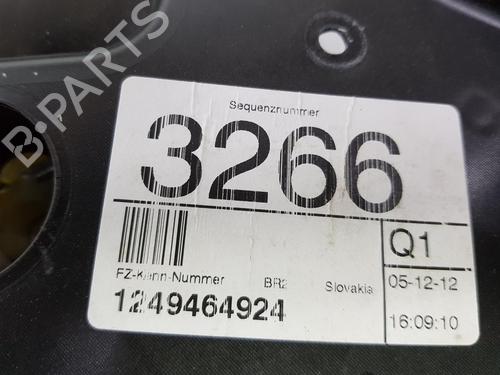 B-PARTS
Sequenznummer
3266
Q1
FZ-Kenn-Nummer BR2 Slovakia
05-12-12
1249464924
16:09:10